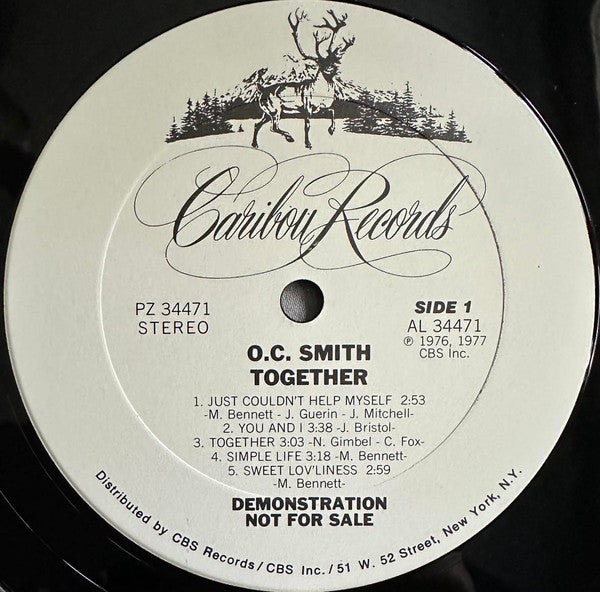 Caribou Records
PZ 34471
STEREO
SIDE 1
AL 34471
℗ 1976, 1977
CBS Inc.
O.C. SMITH
TOGETHER
1. JUST COULDN'T HELP MYSELF 2:53
-M. Bennett - J. Guerin - J. Mitchell-
2. YOU AND I 3:38 -J. Bristol-
3. TOGETHER 3:03 -N. Gimbel - C. Fox-
4. SIMPLE LIFE 3:18 -M. Bennett-
5. SWEET LOV'LINESS 2:59
-M. Bennett-
DEMONSTRATION
NOT FOR SALE
Distributed by CBS Records/CBS Inc./51 W. 52 Street, New York, N.Y.